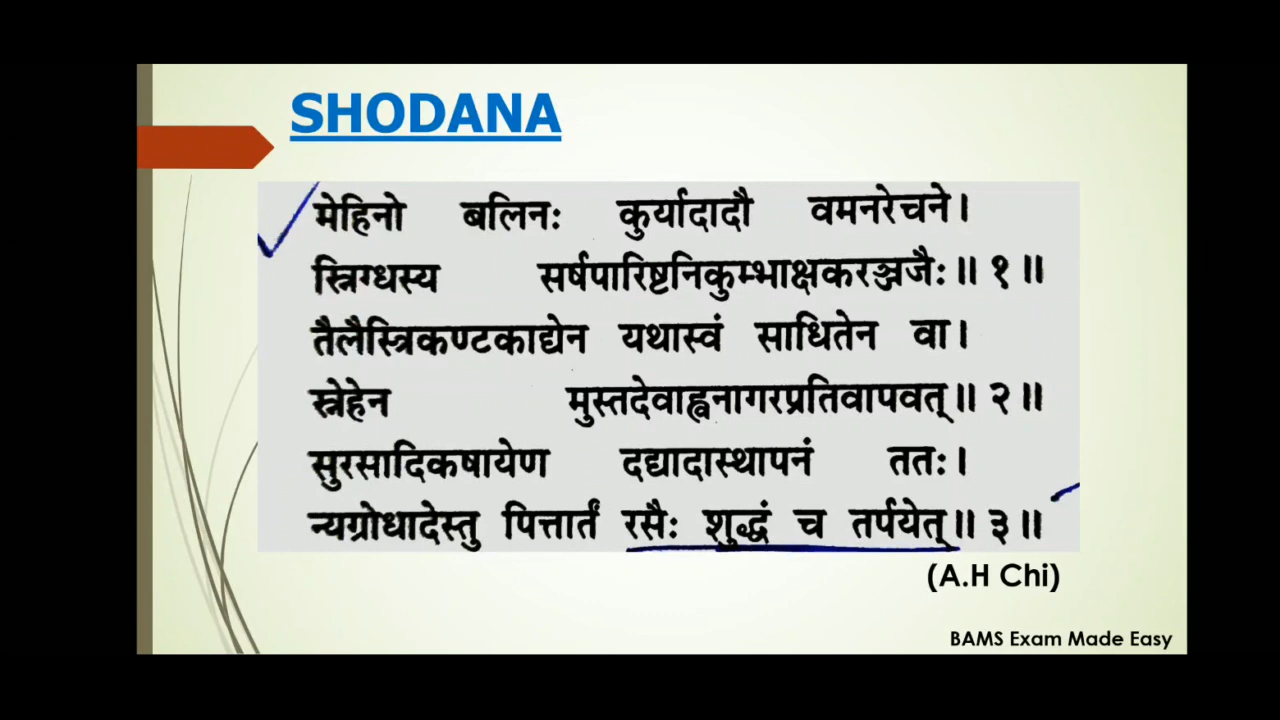 SHODANA
मेहिनो बलिनः कुर्यादादौ वमनरेचने।
स्निग्धस्य सर्षपारिष्टनिकुम्भाक्षकरञ्जजैः॥ १॥
तैलैस्त्रिकण्टकाद्येन यथास्वं साधितेन वा।
स्नेहेन मुस्तदेवाह्वनागरप्रतिवापवत्॥ २॥
सुरसादिकषायेण दद्यादास्थापनं ततः।
न्यग्रोधादेस्तु पित्तार्तं रसैः शुद्धं च तर्पयेत्॥ ३॥
(A.H Chi)
BAMS Exam Made Easy